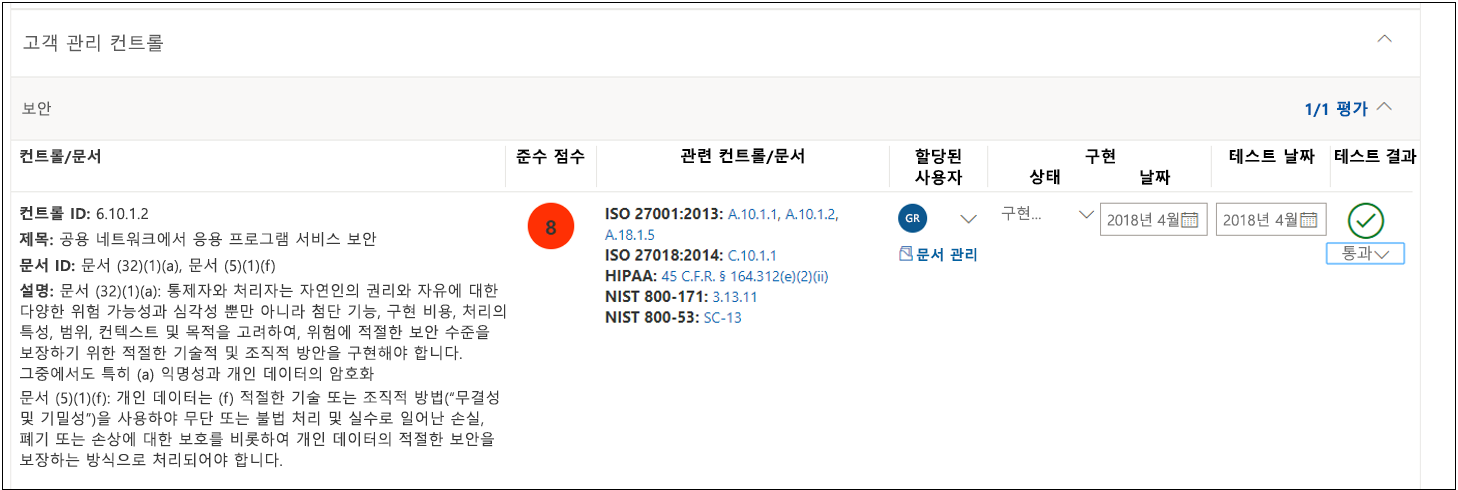 고객 관리 컨트롤
보안
1/1 평가
컨트롤/문서
준수 점수
관련 컨트롤/문서
할당된
사용자
구현
상태 날짜
테스트 날짜
테스트 결과
컨트롤 ID: 6.10.1.2
제목: 공용 네트워크에서 응용 프로그램 서비스 보안
문서 ID: 문서 (32)(1)(a), 문서 (5)(1)(f)
설명: 문서 (32)(1)(a): 통제자와 처리자는 자연인의 권리와 자유에 대한
다양한 위험 가능성과 심각성 뿐만 아니라 첨단 기능, 구현 비용, 처리의
특성, 범위, 컨텍스트 및 목적을 고려하여, 위험에 적절한 보안 수준을
보장하기 위한 적절한 기술적 및 조직적 방안을 구현해야 합니다.
그중에서도 특히 (a) 익명성과 개인 데이터의 암호화
문서 (5)(1)(f): 개인 데이터는 (f) 적절한 기술 또는 조직적 방법(“무결성
및 기밀성”)을 사용하야 무단 또는 불법 처리 및 실수로 일어난 손실,
폐기 또는 손상에 대한 보호를 비롯하여 개인 데이터의 적절한 보안을
보장하는 방식으로 처리되어야 합니다.
8
ISO 27001:2013: A.10.1.1, A.10.1.2,
A.18.1.5
ISO 27018:2014: C.10.1.1
HIPAA: 45 C.F.R. § 164.312(e)(2)(ii)
NIST 800-171: 3.13.11
NIST 800-53: SC-13
GR
문서 관리
구현...
2018년 4월
2018년 4월
통과